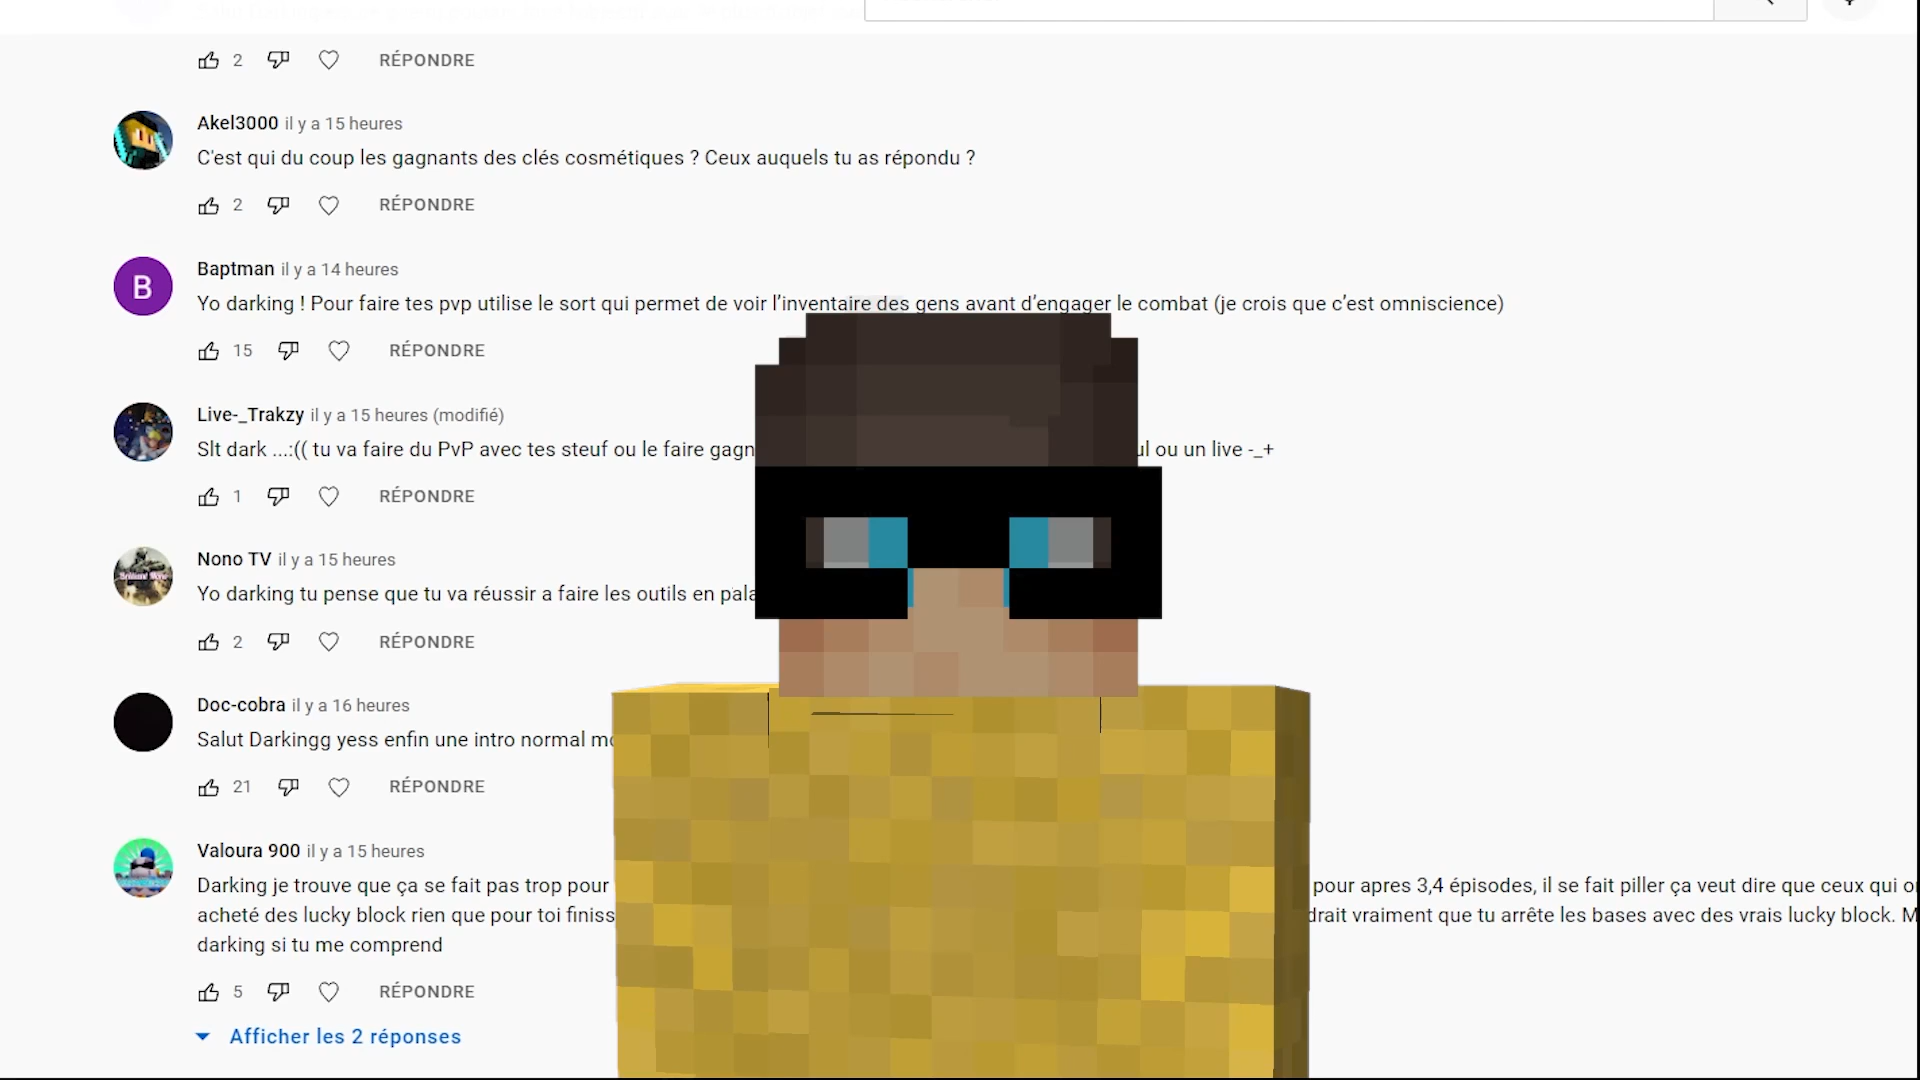 2 RÉPONDRE
Akel3000 il y a 15 heures
C'est qui du coup les gagnants des clés cosmétiques ? Ceux auquels tu as répondu ?
2 RÉPONDRE
B
Baptman il y a 14 heures
Yo darking ! Pour faire tes pvp utilise le sort qui permet de voir l’inventaire des gens avant d’engager le combat (je crois que c’est omniscience)
15 RÉPONDRE
Live-_Trakzy il y a 15 heures (modifié)
Slt dark ...:(( tu va faire du PvP avec tes steuf ou le faire gagn ul ou un live -_+
1 RÉPONDRE
Nono TV il y a 15 heures
Yo darking tu pense que tu va réussir a faire les outils en pala
2 RÉPONDRE
Doc-cobra il y a 16 heures
Salut Darkingg yess enfin une intro normal mo
21 RÉPONDRE
Valoura 900 il y a 15 heures
Darking je trouve que ça se fait pas trop pour pour apres 3,4 épisodes, il se fait piller ça veut dire que ceux qui o
acheté des lucky block rien que pour toi finiss drait vraiment que tu arrête les bases avec des vrais lucky block. M
darking si tu me comprend
5 RÉPONDRE
Afficher les 2 réponses